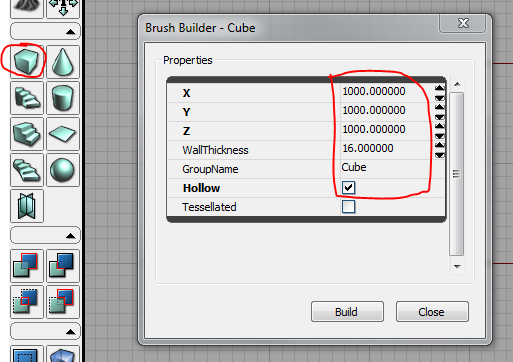 Brush Builder - Cube
Properties
X 1000.000000
Y 1000.000000
Z 1000.000000
WallThickness 16.000000
GroupName Cube
Hollow
Tessellated
Build Close